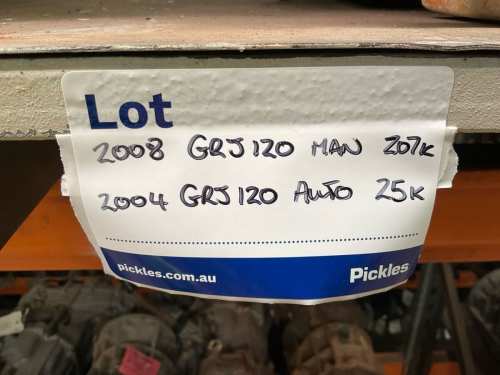 Lot
2008 GRJ120 MAN 207K
2004 GRJ120 AUTO 25K
pickles.com.au Pickles